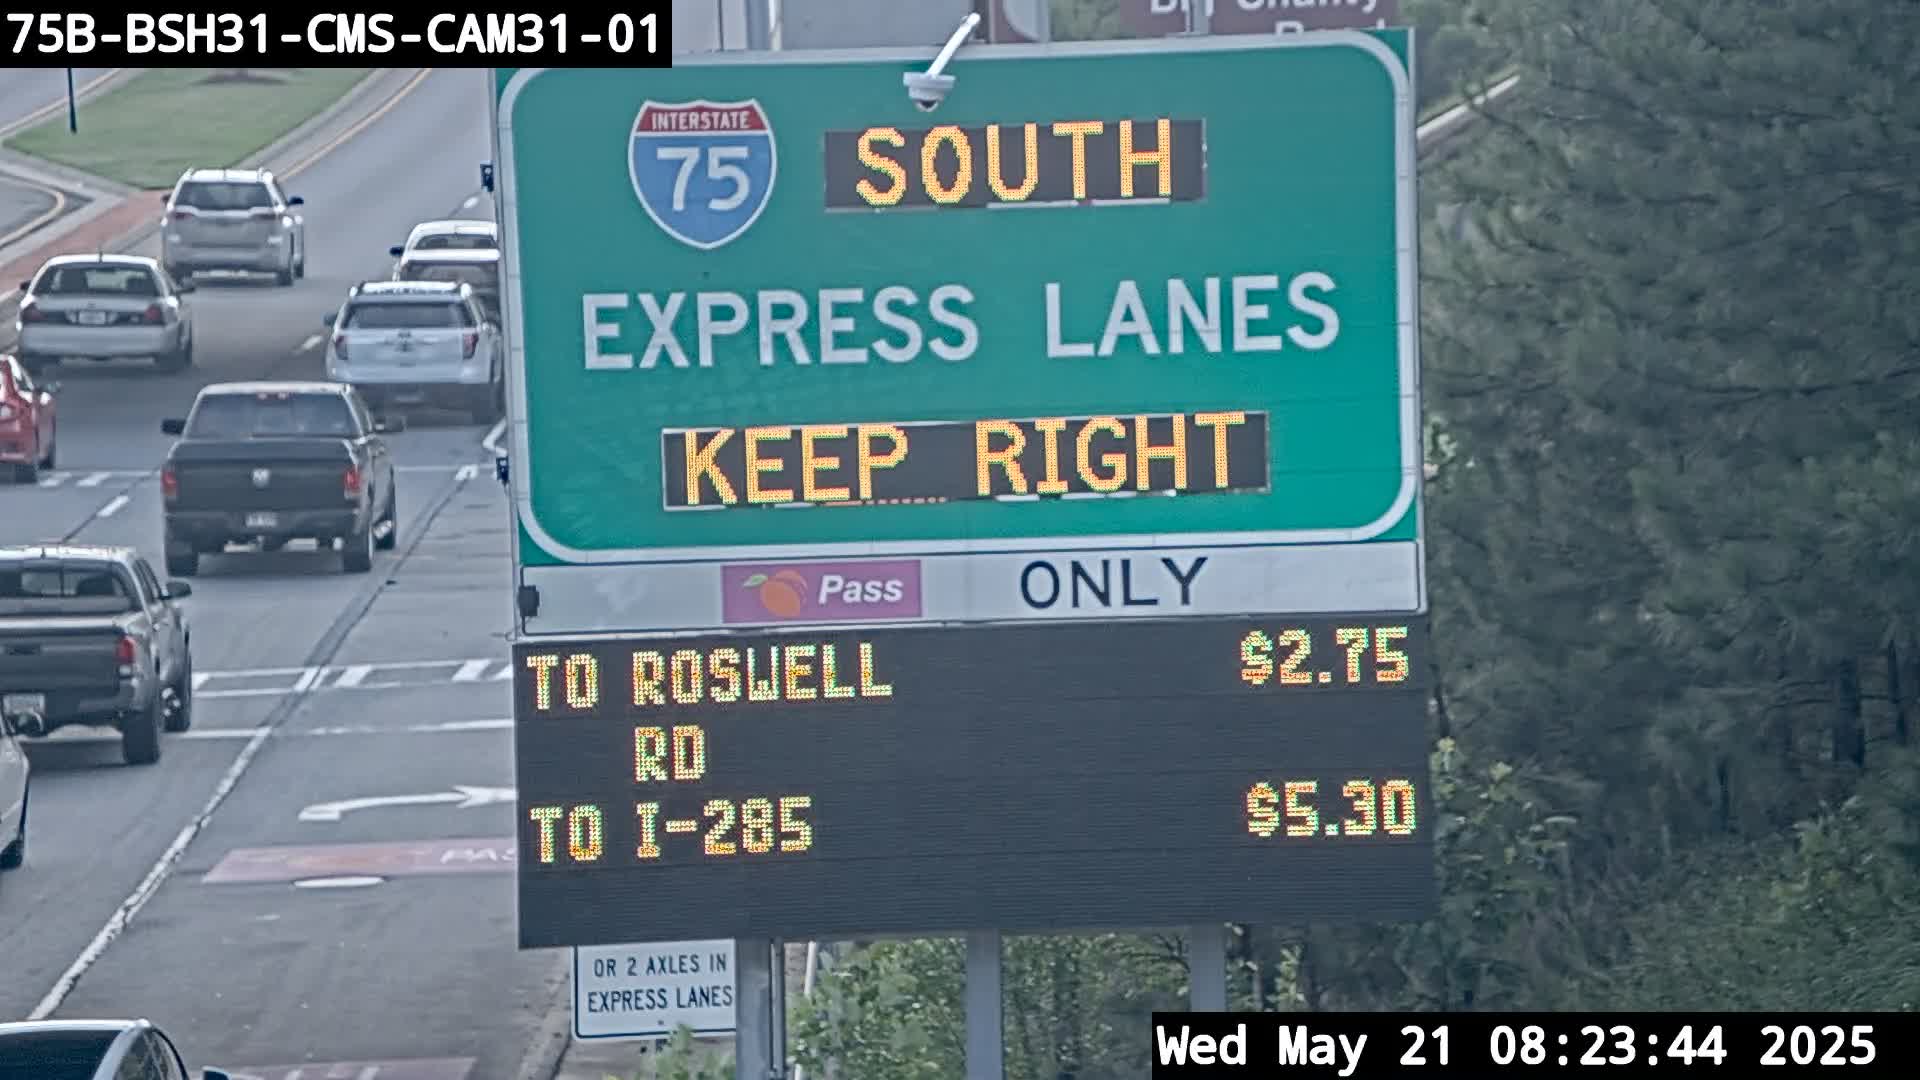 75B-BSH31-CMS-CAM31-01
INTERSTATE
75
SOUTH
EXPRESS LANES
KEEP RIGHT
Pass ONLY
TO ROSWELL $2.75
RD
TO I-285 $5.30
OR 2 AXLES IN
EXPRESS LANES
Wed May 21 08:23:44 2025